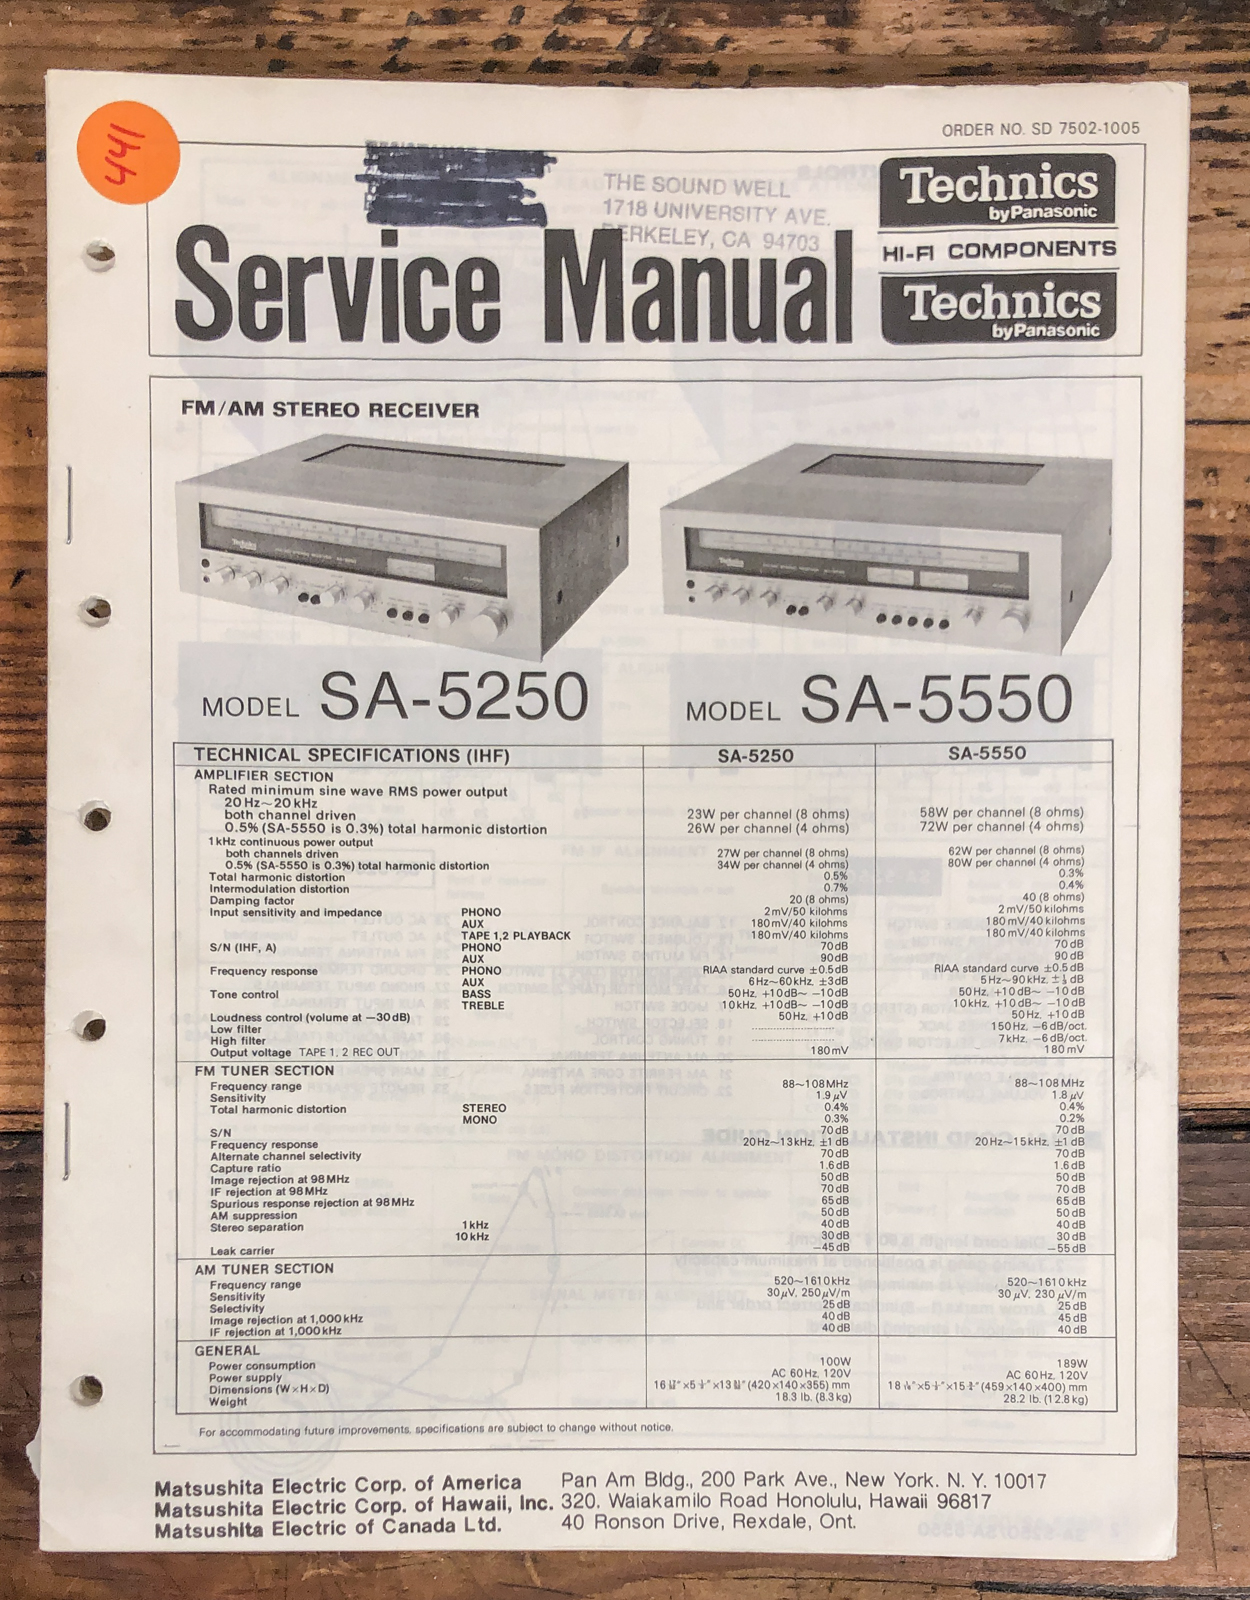 441
ORDER NO. SD 7502-1005
THE SOUND WELL
1718 UNIVERSITY AVE.
BERKELEY, CA 94703
Service Manual
Technics
by Panasonic
HI-FI COMPONENTS
Technics
by Panasonic
FM/AM STEREO RECEIVER
Technics
Technics
MODEL SA-5250
MODEL SA-5550
TECHNICAL SPECIFICATIONS (IHF) SA-5250 SA-5550
AMPLIFIER SECTION
Rated minimum sine wave RMS power output
20Hz~20kHz
both channel driven 23W per channel (8 ohms) 58W per channel (8 ohms)
0.5% (SA-5550 is 0.3%) total harmonic distortion 26W per channel (4 ohms) 72W per channel (4 ohms)
1kHz continuous power output
both channels driven 27W per channel (8 ohms) 62W per channel (8 ohms)
0.5% (SA-5550 is 0.3%) total harmonic distortion 34W per channel (4 ohms) 80W per channel (4 ohms)
Total harmonic distortion 0.5% 0.3%
Intermodulation distortion 0.7% 0.4%
Damping factor 20 (8 ohms) 40 (8 ohms)
Input sensitivity and impedance PHONO 2mV/50 kilohms 2mV/50 kilohms
AUX 180mV/40 kilohms 180mV/40 kilohms
TAPE 1,2 PLAYBACK 180mV/40 kilohms 180mV/40 kilohms
S/N (IHF, A) PHONO 70dB 70dB
AUX 90dB 90dB
Frequency response PHONO RIAA standard curve ±0.5dB RIAA standard curve ±0.5dB
AUX 6Hz~60kHz, ±3dB 5Hz~90kHz, dB
Tone control BASS 50Hz, +10dB~ −10dB 50Hz, +10dB~ −10dB
TREBLE 10kHz, +10dB~ −10dB 10kHz, +10dB~ −10dB
Loudness control (volume at −30dB) 50Hz, +10dB 50Hz, +10dB
Low filter 150Hz, −6dB/oct.
High filter 7kHz, −6dB/oct.
Output voltage TAPE 1, 2 REC OUT 180mV 180mV
FM TUNER SECTION
Frequency range 88~108MHz 88~108MHz
Sensitivity 1.9μV 1.8μV
Total harmonic distortion STEREO 0.4% 0.4%
MONO 0.3% 0.2%
S/N 70dB 70dB
Frequency response 20Hz~13kHz, ±1dB 20Hz~15kHz, ±1dB
Alternate channel selectivity 70dB 70dB
Capture ratio 1.6dB 1.6dB
Image rejection at 98MHz 50dB 50dB
IF rejection at 98MHz 70dB 70dB
Spurious response rejection at 98MHz 65dB 65dB
AM suppression 50dB 50dB
Stereo separation 1kHz 40dB 40dB
10kHz 30dB 30dB
Leak carrier −45dB −55dB
AM TUNER SECTION
Frequency range 520~1610kHz 520~1610kHz
Sensitivity 30μV, 250μV/m 30μV, 230μV/m
Selectivity 25dB 25dB
Image rejection at 1,000kHz 40dB 45dB
IF rejection at 1,000kHz 40dB 40dB
GENERAL
Power consumption 100W 189W
Power supply AC 60Hz, 120V AC 60Hz, 120V
Dimensions (W×H×D) (420×140×355) mm (459×140×400) mm
Weight 18.3 lb. (8.3kg) 28.2 lb. (12.8kg)
For accommodating future improvements, specifications are subject to change without notice.
Matsushita Electric Corp. of America Pan Am Bldg., 200 Park Ave., New York. N. Y. 10017
Matsushita Electric Corp. of Hawaii, Inc. 320. Waiakamilo Road Honolulu, Hawaii 96817
Matsushita Electric of Canada Ltd. 40 Ronson Drive, Rexdale, Ont.